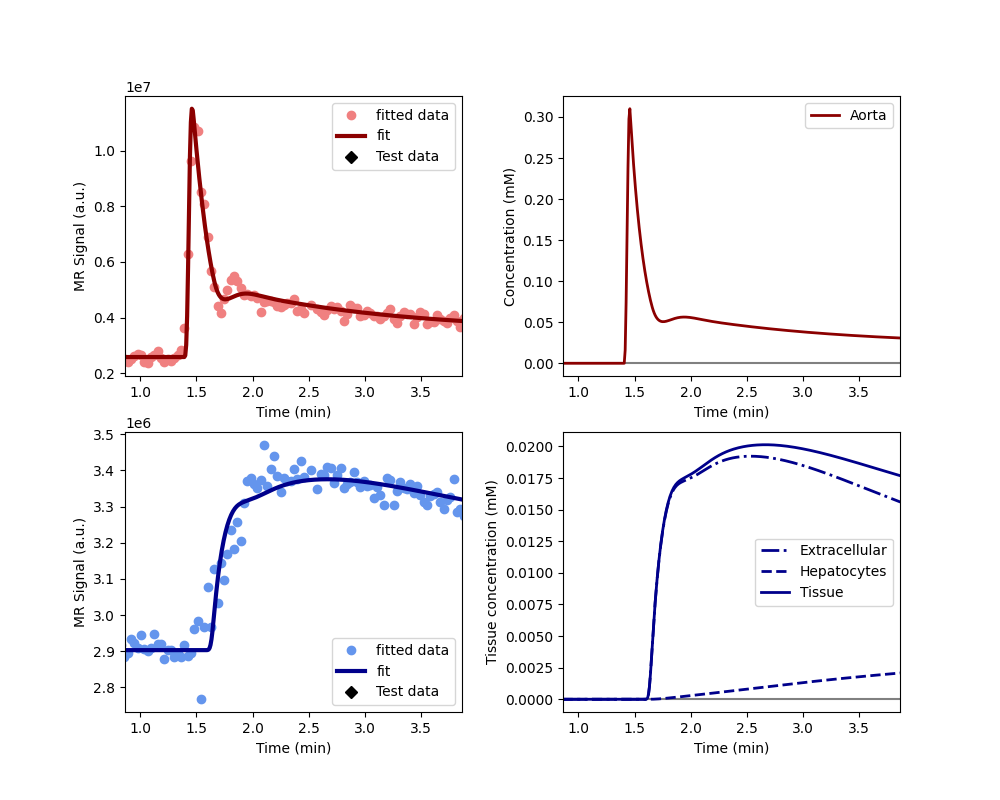 1e7
MR Signal (a.u.)
1.0
0.8
0.6
0.4
0.2
fitted data
fit
Test data
1.0 1.5 2.0 2.5 3.0 3.5
Time (min)
Concentration (mM)
0.30
0.25
0.20
0.15
0.10
0.05
0.00
Aorta
1.0 1.5 2.0 2.5 3.0 3.5
Time (min)
1e6
MR Signal (a.u.)
3.5
3.4
3.3
3.2
3.1
3.0
2.9
2.8
fitted data
fit
Test data
1.0 1.5 2.0 2.5 3.0 3.5
Time (min)
Tissue concentration (mM)
0.0200
0.0175
0.0150
0.0125
0.0100
0.0075
0.0050
0.0025
0.0000
Extracellular
Hepatocytes
Tissue
1.0 1.5 2.0 2.5 3.0 3.5
Time (min)